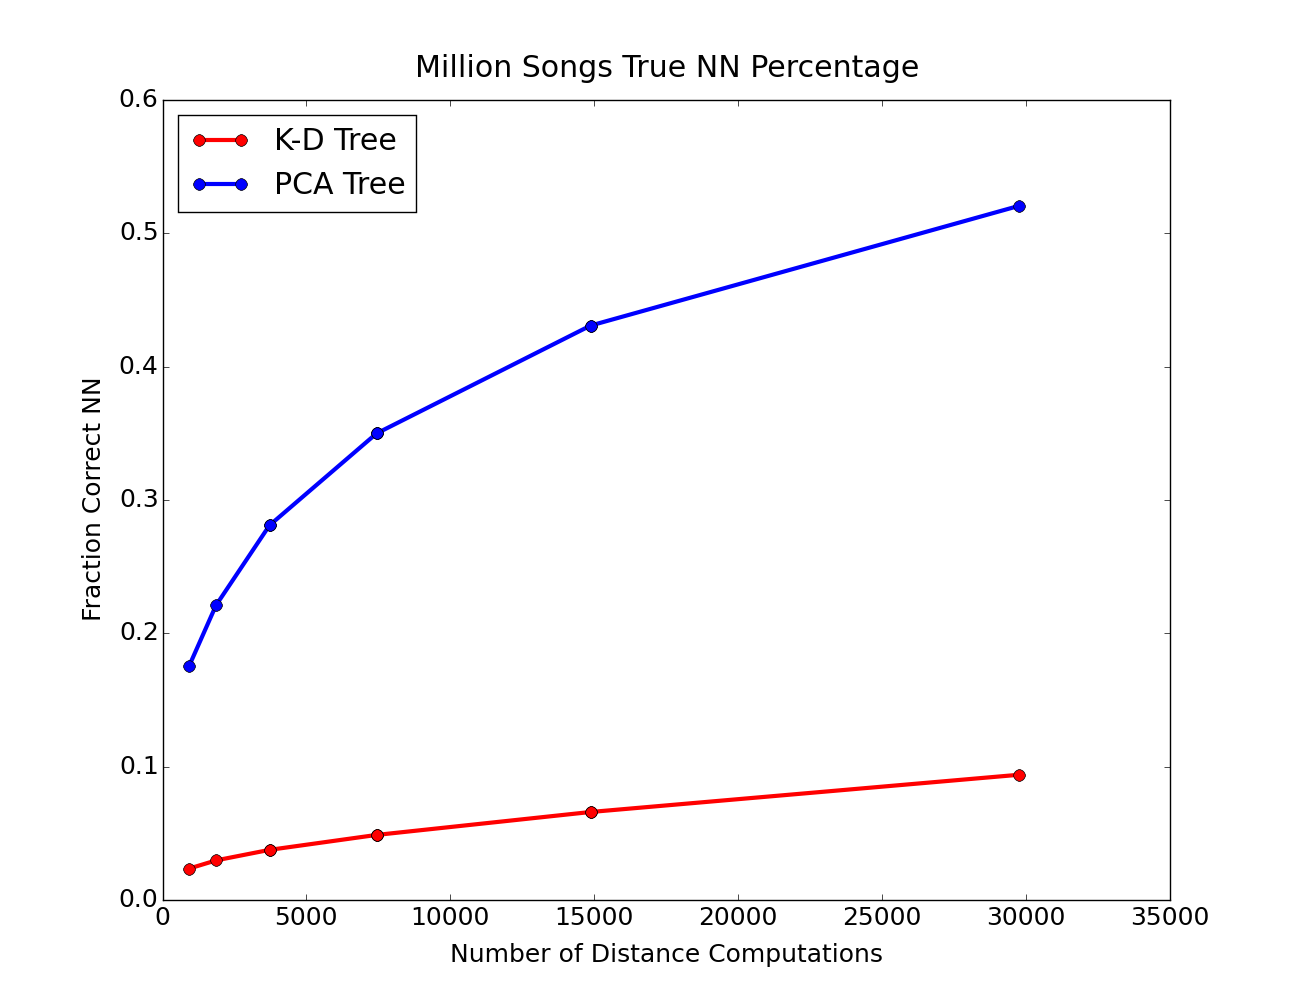 Million Songs True NN Percentage
K-D Tree
PCA Tree
Fraction Correct NN
0.6
0.5
0.4
0.3
0.2
0.1
0.0
0 5000 10000 15000 20000 25000 30000 35000
Number of Distance Computations